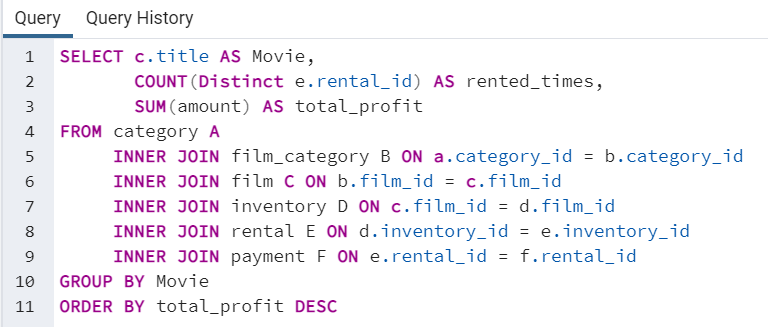 Query Query History
1 SELECT c.title AS Movie,
2 COUNT(Distinct e.rental_id) AS rented_times,
3 SUM(amount) AS total_profit
4 FROM category A
5 INNER JOIN film_category B ON a.category_id = b.category_id
6 INNER JOIN film C ON b.film_id = c.film_id
7 INNER JOIN inventory D ON c.film_id = d.film_id
8 INNER JOIN rental E ON d.inventory_id = e.inventory_id
9 INNER JOIN payment F ON e.rental_id = f.rental_id
10 GROUP BY Movie
11 ORDER BY total_profit DESC